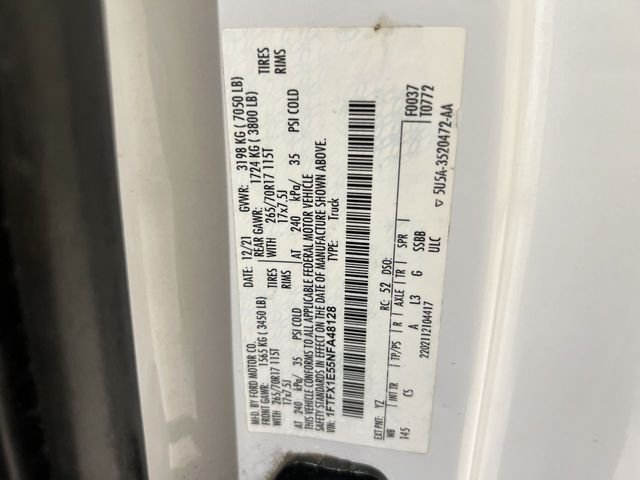 MFD. BY FORD MOTOR CO.
DATE: 12/21 GVWR: 3198 KG ( 7050 LB)
FRONT GAWR: 1565 KG ( 3450 LB) REAR GAWR: 1724 KG ( 3800 LB)
265/70R17 115T TIRES WITH 265/70R17 115T TIRES
17x7.5J RIMS 17x7.5J RIMS
AT 240 kPa/ 35 PSI COLD AT 240 kPa/ 35 PSI COLD
THIS VEHICLE CONFORMS TO ALL APPLICABLE FEDERAL MOTOR VEHICLE
SAFETY STANDARDS IN EFFECT ON THE DATE OF MANUFACTURE SHOWN ABOVE.
VIN: 1FTFX1E55NFA48128
TYPE: Truck
F0037
T0772
EXT PNT: YZ RC: 52 DSO:
WB INT TR TP/PS R AXLE TR SPR
145 CS A L3 G SSBB
2202112104417 ULC
▽ 5U5A-3520472-AA